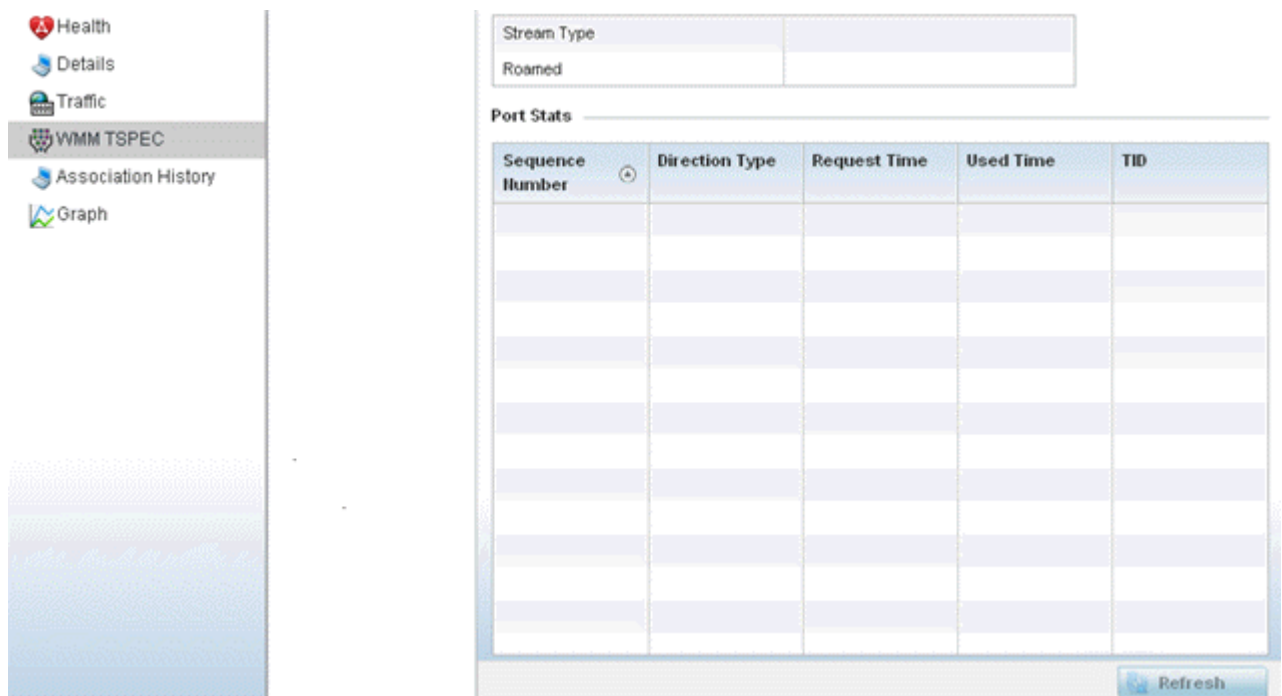 Health
Details
Traffic
WMM TSPEC
Association History
Graph
Stream Type
Roamed
Port Stats
Sequence Number
Direction Type
Request Time
Used Time
TID
Refresh